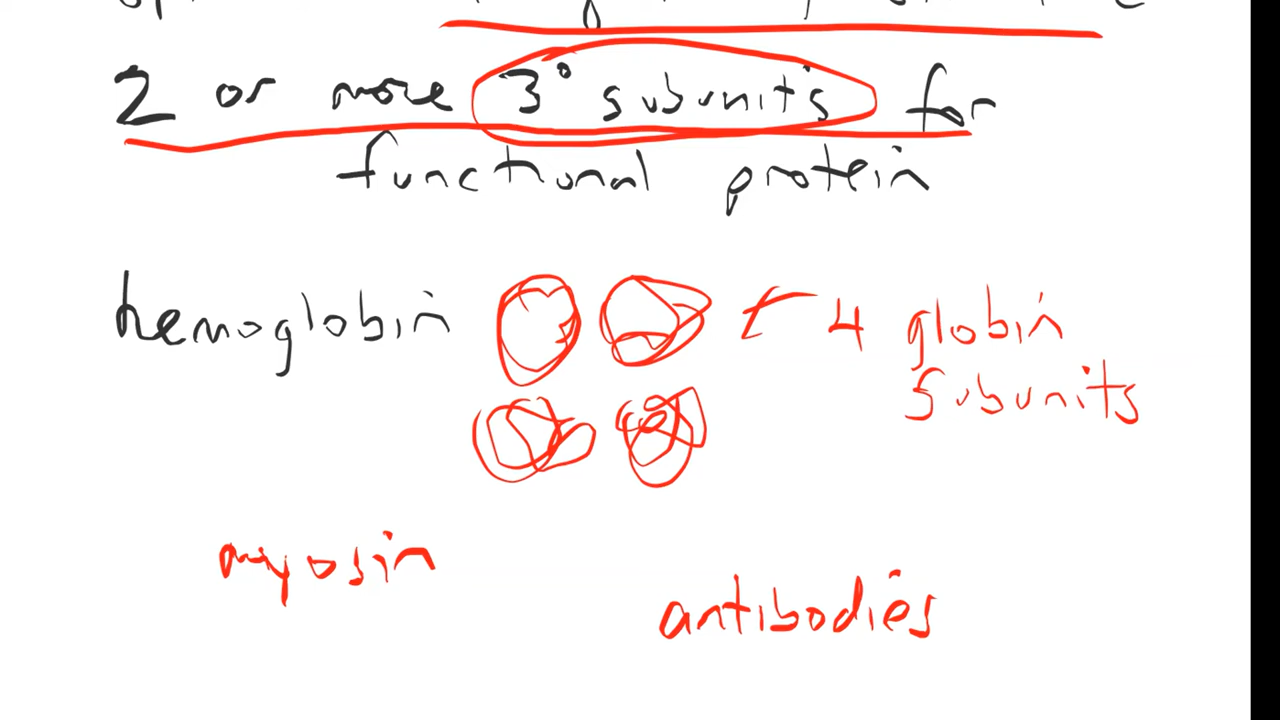 2 or more 3° subunits for
functional protein
hemoglobin 4 globin
subunits
myosin
antibodies